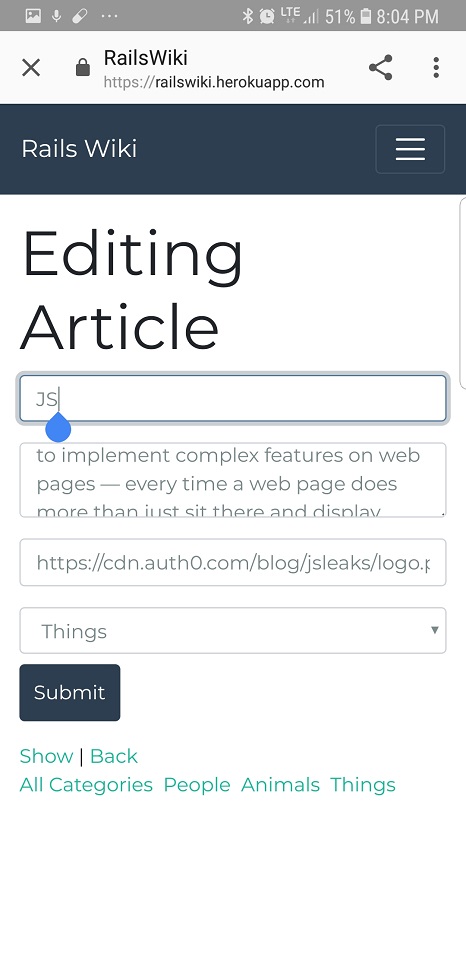 LTE 51% 8:04 PM
RailsWiki
https://railswiki.herokuapp.com
Rails Wiki
Editing
Article
JS
to implement complex features on web
pages — every time a web page does
more than just sit there and display
https://cdn.auth0.com/blog/jsleaks/logo.p
Things
Submit
Show | Back
All Categories People Animals Things